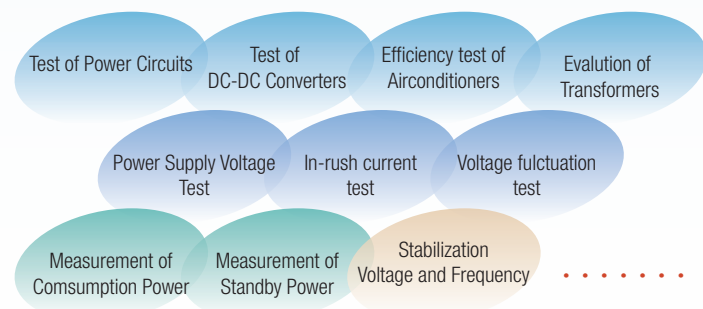 Test of Power Circuits
Test of
DC-DC Converters
Efficiency test of
Airconditioners
Evalution of
Transformers
Power Supply Voltage
Test
In-rush current
test
Voltage fulctuation
test
Measurement of
Comsumption Power
Measurement of
Standby Power
Stabilization
Voltage and Frequency
. . . . . . .